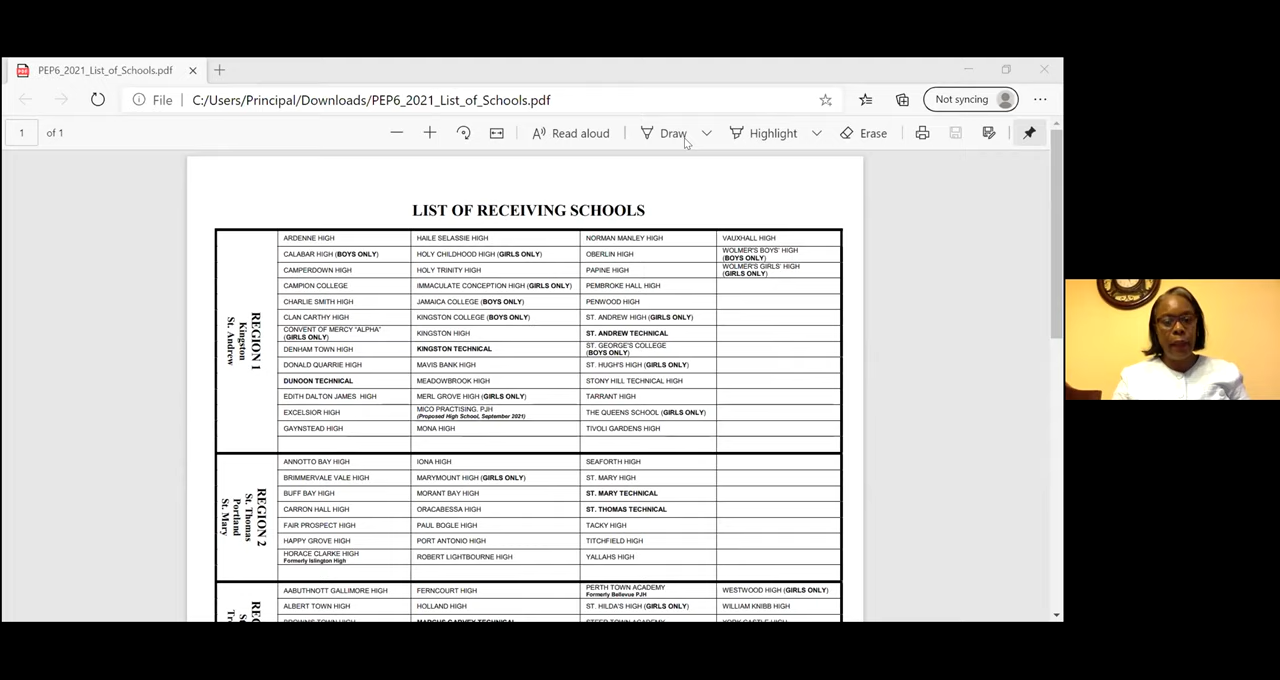 PEP6_2021_List_of_Schools.pdf
File | C:/Users/Principal/Downloads/PEP6_2021_List_of_Schools.pdf
Not syncing
1 of 1
Read aloud
Draw
Highlight
Erase
LIST OF RECEIVING SCHOOLS
REGION 1
Kingston
St. Andrew
ARDENNE HIGH HAILE SELASSIE HIGH NORMAN MANLEY HIGH VAUXHALL HIGH
CALABAR HIGH (BOYS ONLY) HOLY CHILDHOOD HIGH (GIRLS ONLY) OBERLIN HIGH WOLMER'S BOYS' HIGH
(BOYS ONLY)
CAMPERDOWN HIGH HOLY TRINITY HIGH PAPINE HIGH WOLMER'S GIRLS' HIGH
(GIRLS ONLY)
CAMPION COLLEGE IMMACULATE CONCEPTION HIGH (GIRLS ONLY) PEMBROKE HALL HIGH
CHARLIE SMITH HIGH JAMAICA COLLEGE (BOYS ONLY) PENWOOD HIGH
CLAN CARTHY HIGH KINGSTON COLLEGE (BOYS ONLY) ST. ANDREW HIGH (GIRLS ONLY)
CONVENT OF MERCY "ALPHA"
(GIRLS ONLY) KINGSTON HIGH ST. ANDREW TECHNICAL
DENHAM TOWN HIGH KINGSTON TECHNICAL ST. GEORGE'S COLLEGE
(BOYS ONLY)
DONALD QUARRIE HIGH MAVIS BANK HIGH ST. HUGH'S HIGH (GIRLS ONLY)
DUNOON TECHNICAL MEADOWBROOK HIGH STONY HILL TECHNICAL HIGH
EDITH DALTON JAMES HIGH MERL GROVE HIGH (GIRLS ONLY) TARRANT HIGH
EXCELSIOR HIGH MICO PRACTISING. PJH THE QUEENS SCHOOL (GIRLS ONLY)
(Proposed High School, September 2021)
GAYNSTEAD HIGH MONA HIGH TIVOLI GARDENS HIGH
REGION 2
St. Thomas
Portland
St. Mary
ANNOTTO BAY HIGH IONA HIGH SEAFORTH HIGH
BRIMMERVALE VALE HIGH MARYMOUNT HIGH (GIRLS ONLY) ST. MARY HIGH
BUFF BAY HIGH MORANT BAY HIGH ST. MARY TECHNICAL
CARRON HALL HIGH ORACABESSA HIGH ST. THOMAS TECHNICAL
FAIR PROSPECT HIGH PAUL BOGLE HIGH TACKY HIGH
HAPPY GROVE HIGH PORT ANTONIO HIGH TITCHFIELD HIGH
HORACE CLARKE HIGH ROBERT LIGHTBOURNE HIGH YALLAHS HIGH
Formerly Islington High
AABUTHNOTT GALLIMORE HIGH FERNCOURT HIGH PERTH TOWN ACADEMY WESTWOOD HIGH (GIRLS ONLY)
Formerly Bellevue PJH
ALBERT TOWN HIGH HOLLAND HIGH ST. HILDA'S HIGH (GIRLS ONLY) WILLIAM KNIBB HIGH